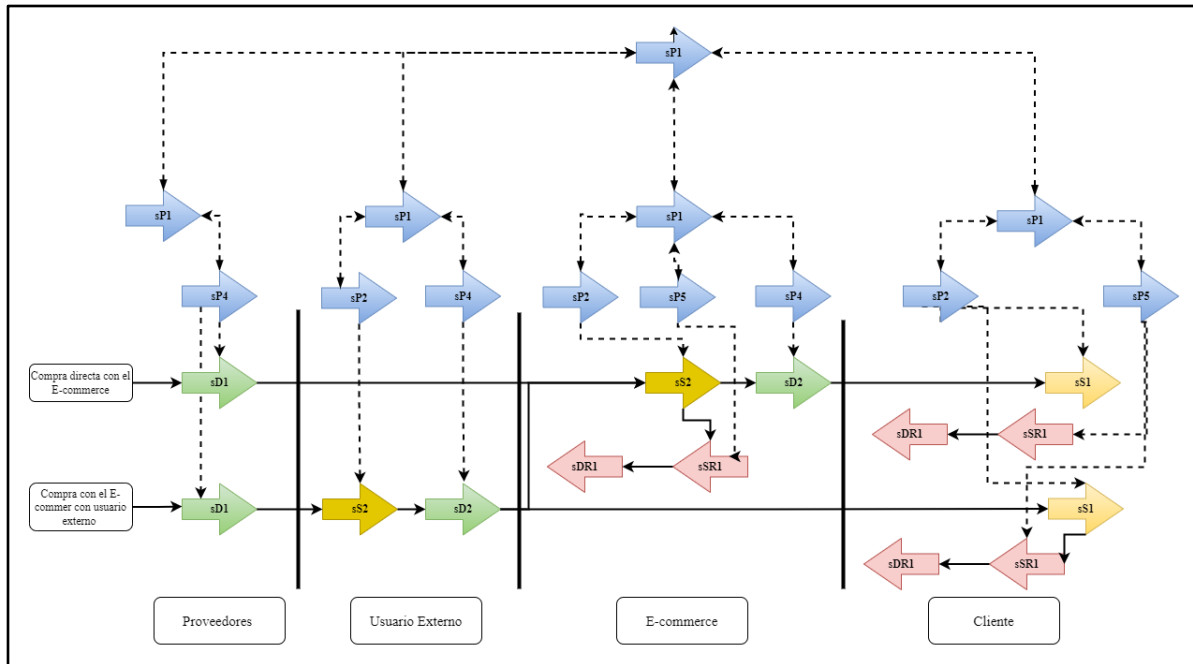 sP1
sP1
sP1
sP1
sP1
sP4
sP2
sP4
sP2
sP5
sP4
sP2
sP5
Compra directa con el
E-commerce
sD1
sS2
sD2
sS1
sDR1
sSR1
sDR1
sSR1
Compra con el E-
commer con usuario
externo
sD1
sS2
sD2
sS1
sDR1
sSR1
Proveedores
Usuario Externo
E-commerce
Cliente